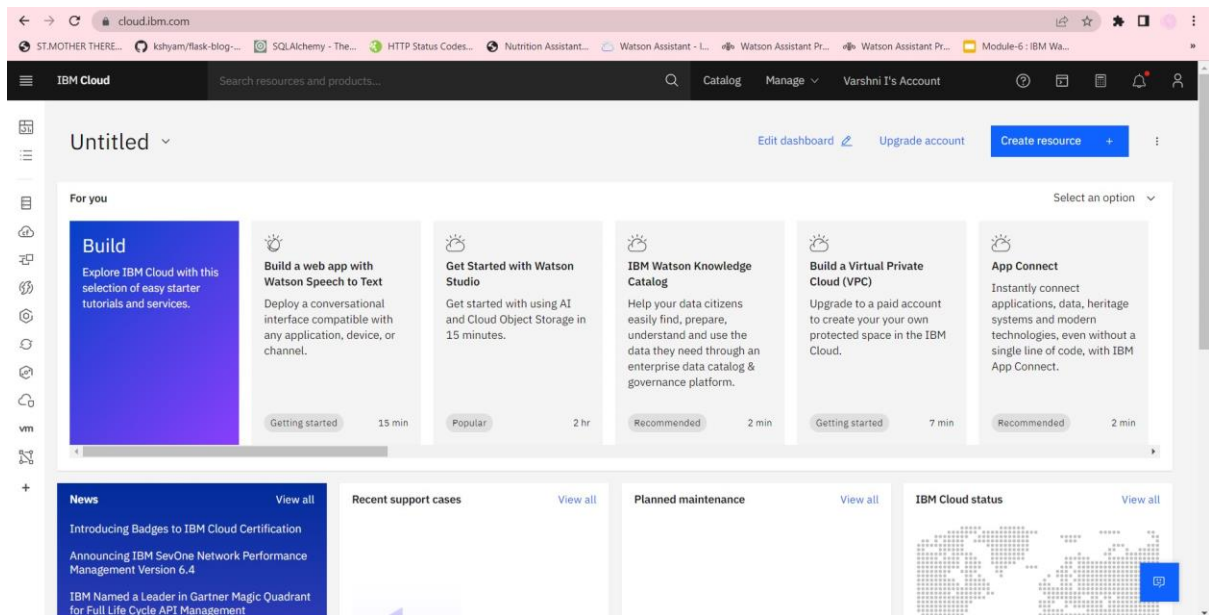 cloud.ibm.com
ST.MOTHER THERE... kshyam/flask-blog-... SQLAlchemy - The... HTTP Status Codes... Nutrition Assistant... Watson Assistant - I... Watson Assistant Pr... Watson Assistant Pr... Module-6 : IBM Wa... »
IBM Cloud Search resources and products... Catalog Manage Varshni I's Account
Untitled Edit dashboard Upgrade account Create resource +
For you Select an option
Build
Explore IBM Cloud with this
selection of easy starter
tutorials and services.
Build a web app with
Watson Speech to Text
Deploy a conversational
interface compatible with
any application, device, or
channel.
Getting started 15 min
Get Started with Watson
Studio
Get started with using AI
and Cloud Object Storage in
15 minutes.
Popular 2 hr
IBM Watson Knowledge
Catalog
Help your data citizens
easily find, prepare,
understand and use the
data they need through an
enterprise data catalog &
governance platform.
Recommended 2 min
Build a Virtual Private
Cloud (VPC)
Upgrade to a paid account
to create your your own
protected space in the IBM
Cloud.
Getting started 7 min
App Connect
Instantly connect
applications, data, heritage
systems and modern
technologies, even without a
single line of code, with IBM
App Connect.
Recommended 2 min
vm
+
News View all
Introducing Badges to IBM Cloud Certification
Announcing IBM SevOne Network Performance
Management Version 6.4
IBM Named a Leader in Gartner Magic Quadrant
for Full Life Cycle API Management
Recent support cases View all
Planned maintenance View all
IBM Cloud status View all